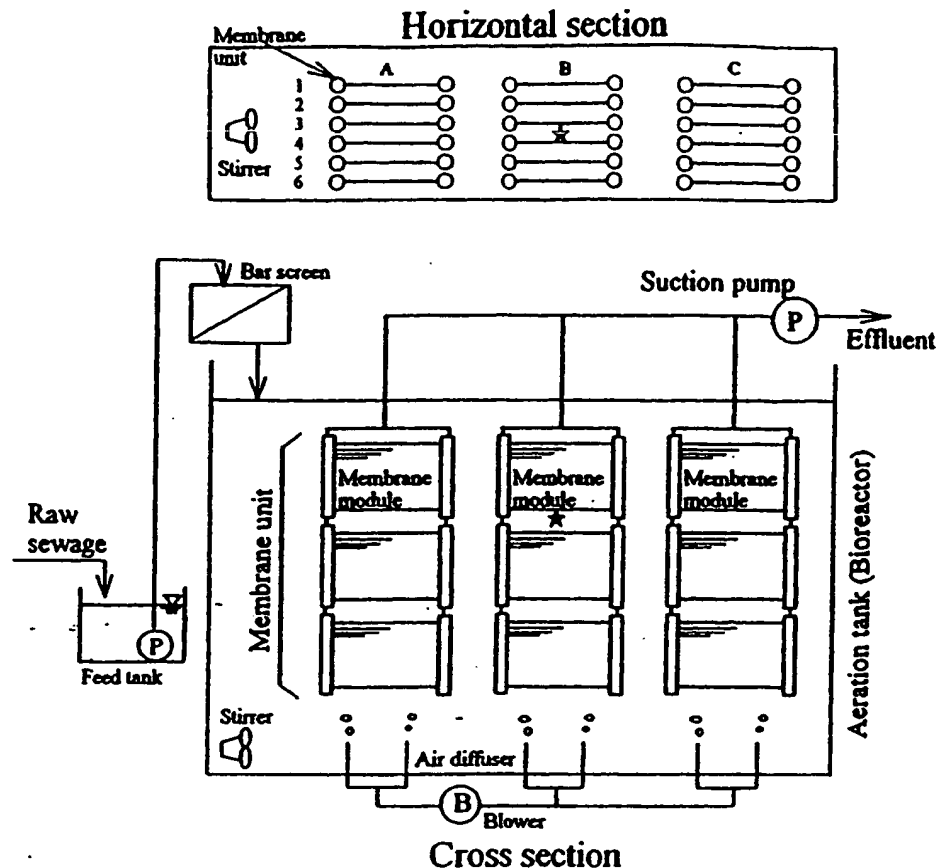 Horizontal section
Membrane
unit
A
B
C
1
2
3
4
5
6
Stirrer
Bar screen
Suction pump
P
Effluent
Membrane
module
Membrane
module
Membrane
module
Membrane unit
Aeration tank (Bioreactor)
Raw
sewage
P
Feed tank
Stirrer
Air diffuser
B
Blower
Cross section